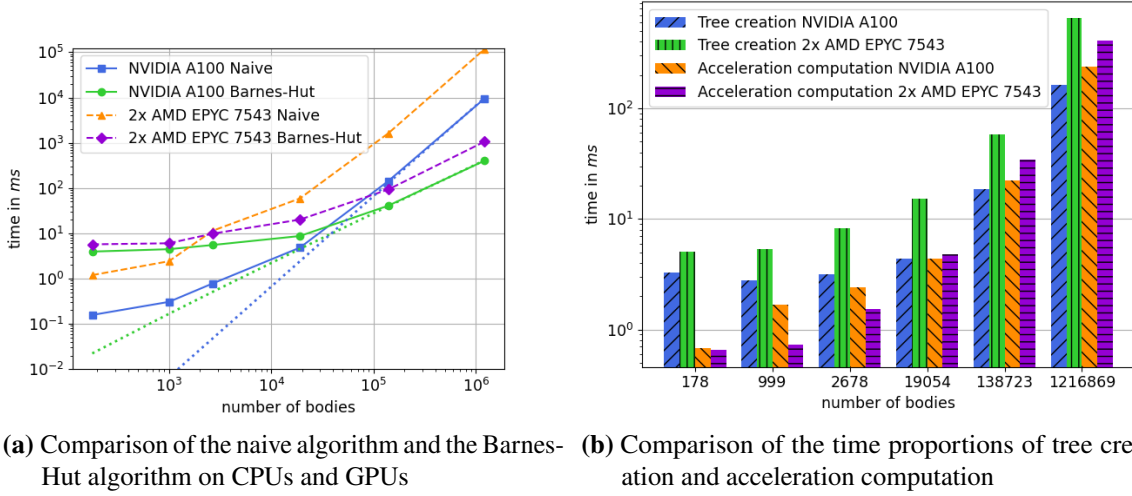 10^5
10^4
10^3
10^2
10^1
10^0
10^−1
10^−2
time in ms
NVIDIA A100 Naive
NVIDIA A100 Barnes-Hut
2x AMD EPYC 7543 Naive
2x AMD EPYC 7543 Barnes-Hut
10^3 10^4 10^5 10^6
number of bodies
(a) Comparison of the naive algorithm and the Barnes-
Hut algorithm on CPUs and GPUs
Tree creation NVIDIA A100
Tree creation 2x AMD EPYC 7543
Acceleration computation NVIDIA A100
Acceleration computation 2x AMD EPYC 7543
10^2
10^1
10^0
time in ms
178 999 2678 19054 138723 1216869
number of bodies
(b) Comparison of the time proportions of tree cre
ation and acceleration computation